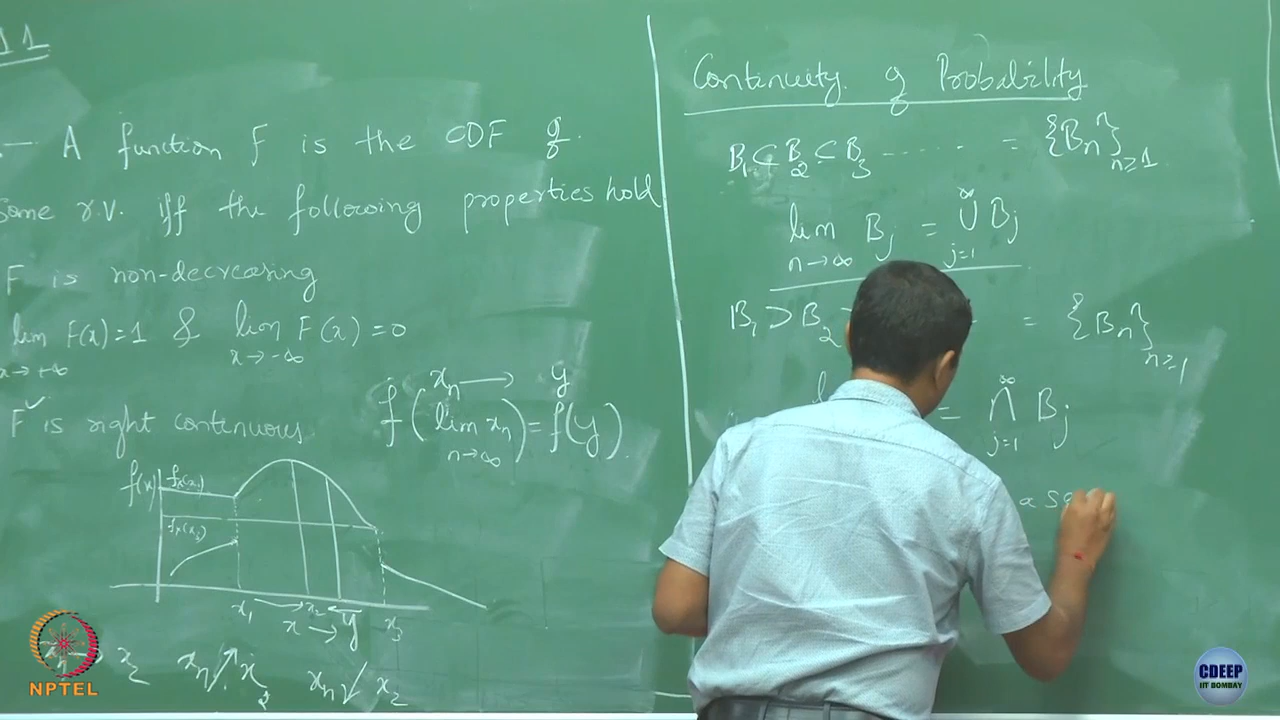 11
A function F is the CDF of
Some r.v. iff the following properties hold
F is non-decreasing
lim F(x)=1 & lim F(x)=0
x→+∞ x→-∞
F is right continuous
xₙ → y
f(lim xₙ)=f(y).
n→∞
f(x)
fₓ(x₁)
x₁ → x₂
x → y
x₃
x₂ xₙ↗x₂ xₙ↓x₂
NPTEL
Continuity of Probability
B₁⊂B₂⊂B₃ ...... = {Bₙ}ₙ≥₁
lim Bj = ∞∪j=1 Bj
n→∞
B₁⊃B₂ = {Bₙ}ₙ≥₁
= ∞∩j=1 Bj
a se
CDEEP
IIT BOMBAY